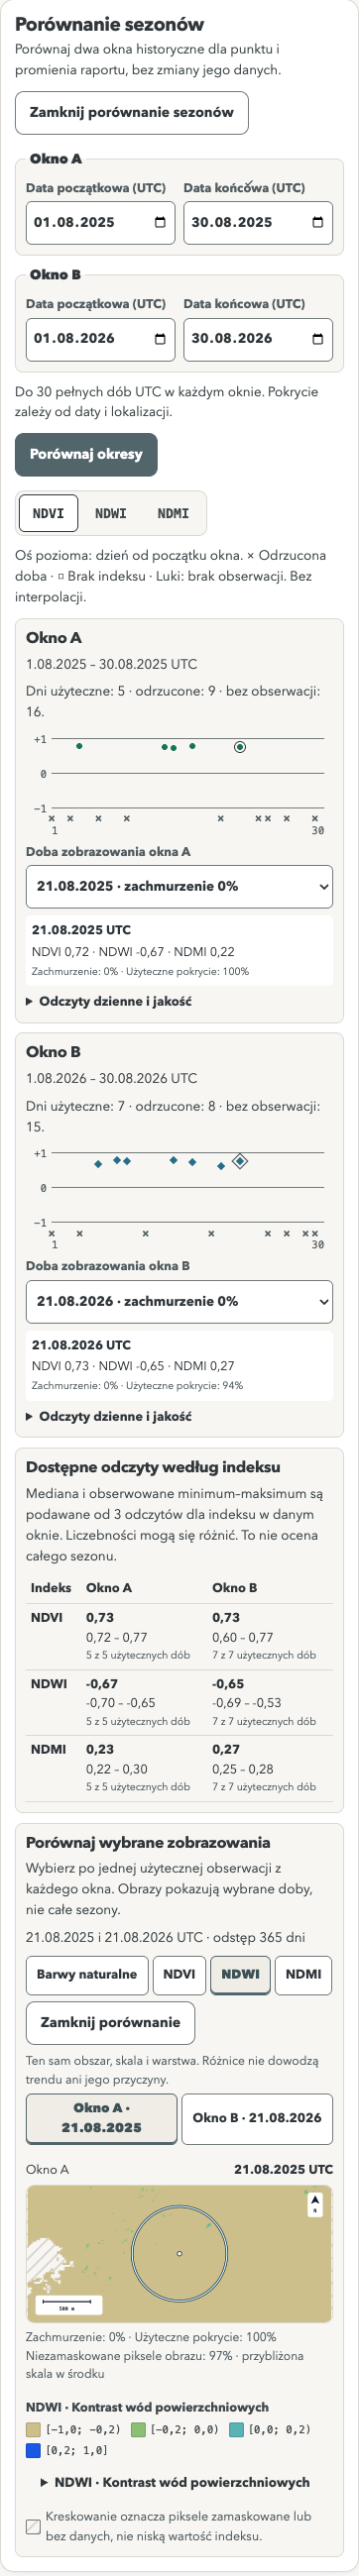 Porównanie sezonów
Porównaj dwa okna historyczne dla punktu i
promienia raportu, bez zmiany jego danych.
Zamknij porównanie sezonów
Okno A
Data początkowa (UTC) Data końcowa (UTC)
01.08.2025 30.08.2025
Okno B
Data początkowa (UTC) Data końcowa (UTC)
01.08.2026 30.08.2026
Do 30 pełnych dób UTC w każdym oknie. Pokrycie
zależy od daty i lokalizacji.
Porównaj okresy
NDVI NDWI NDMI
Oś pozioma: dzień od początku okna. × Odrzucona
doba · ¤ Brak indeksu · Luki: brak obserwacji. Bez
interpolacji.
Okno A
1.08.2025 – 30.08.2025 UTC
Dni użyteczne: 5 · odrzucone: 9 · bez obserwacji:
16.
+1
0
−1
1 30
Doba zobrazowania okna A
21.08.2025 · zachmurzenie 0%
21.08.2025 UTC
NDVI 0,72 · NDWI -0,67 · NDMI 0,22
Zachmurzenie: 0% · Użyteczne pokrycie: 100%
Odczyty dzienne i jakość
Okno B
1.08.2026 – 30.08.2026 UTC
Dni użyteczne: 7 · odrzucone: 8 · bez obserwacji:
15.
+1
0
−1
1 30
Doba zobrazowania okna B
21.08.2026 · zachmurzenie 0%
21.08.2026 UTC
NDVI 0,73 · NDWI -0,65 · NDMI 0,27
Zachmurzenie: 0% · Użyteczne pokrycie: 94%
Odczyty dzienne i jakość
Dostępne odczyty według indeksu
Mediana i obserwowane minimum–maksimum są
podawane od 3 odczytów dla indeksu w danym
oknie. Liczebności mogą się różnić. To nie ocena
całego sezonu.
Indeks Okno A Okno B
NDVI 0,73 0,73
0,72 – 0,77 0,60 – 0,77
5 z 5 użytecznych dób 7 z 7 użytecznych dób
NDWI -0,67 -0,65
-0,70 – -0,65 -0,69 – -0,53
5 z 5 użytecznych dób 7 z 7 użytecznych dób
NDMI 0,23 0,27
0,22 – 0,30 0,25 – 0,28
5 z 5 użytecznych dób 7 z 7 użytecznych dób
Porównaj wybrane zobrazowania
Wybierz po jednej użytecznej obserwacji z
każdego okna. Obrazy pokazują wybrane doby,
nie całe sezony.
21.08.2025 i 21.08.2026 UTC · odstęp 365 dni
Barwy naturalne NDVI NDWI NDMI
Zamknij porównanie
Ten sam obszar, skala i warstwa. Różnice nie dowodzą
trendu ani jego przyczyny.
Okno A ·
21.08.2025
Okno B · 21.08.2026
Okno A 21.08.2025 UTC
N
500 m
Zachmurzenie: 0% · Użyteczne pokrycie: 100%
Niezamaskowane piksele obrazu: 97% · przybliżona
skala w środku
NDWI · Kontrast wód powierzchniowych
[−1,0; −0,2) [−0,2; 0,0) [0,0; 0,2)
[0,2; 1,0]
NDWI · Kontrast wód powierzchniowych
Kreskowanie oznacza piksele zamaskowane lub
bez danych, nie niską wartość indeksu.